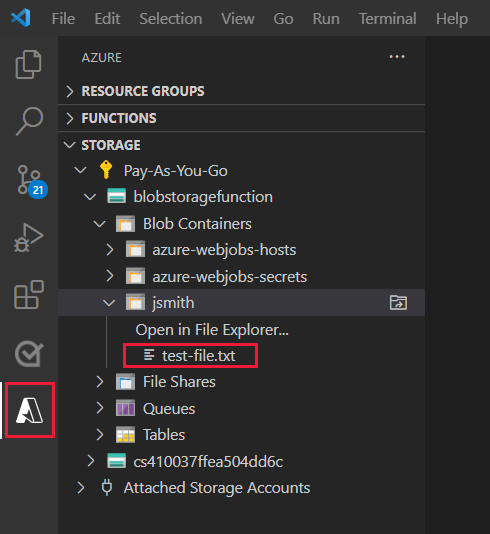 File Edit Selection View Go Run Terminal Help
AZURE
RESOURCE GROUPS
FUNCTIONS
STORAGE
Pay-As-You-Go
blobstoragefunction
Blob Containers
azure-webjobs-hosts
azure-webjobs-secrets
21
jsmith
Open in File Explorer...
test-file.txt
File Shares
Queues
Tables
cs410037ffea504dd6c
Attached Storage Accounts